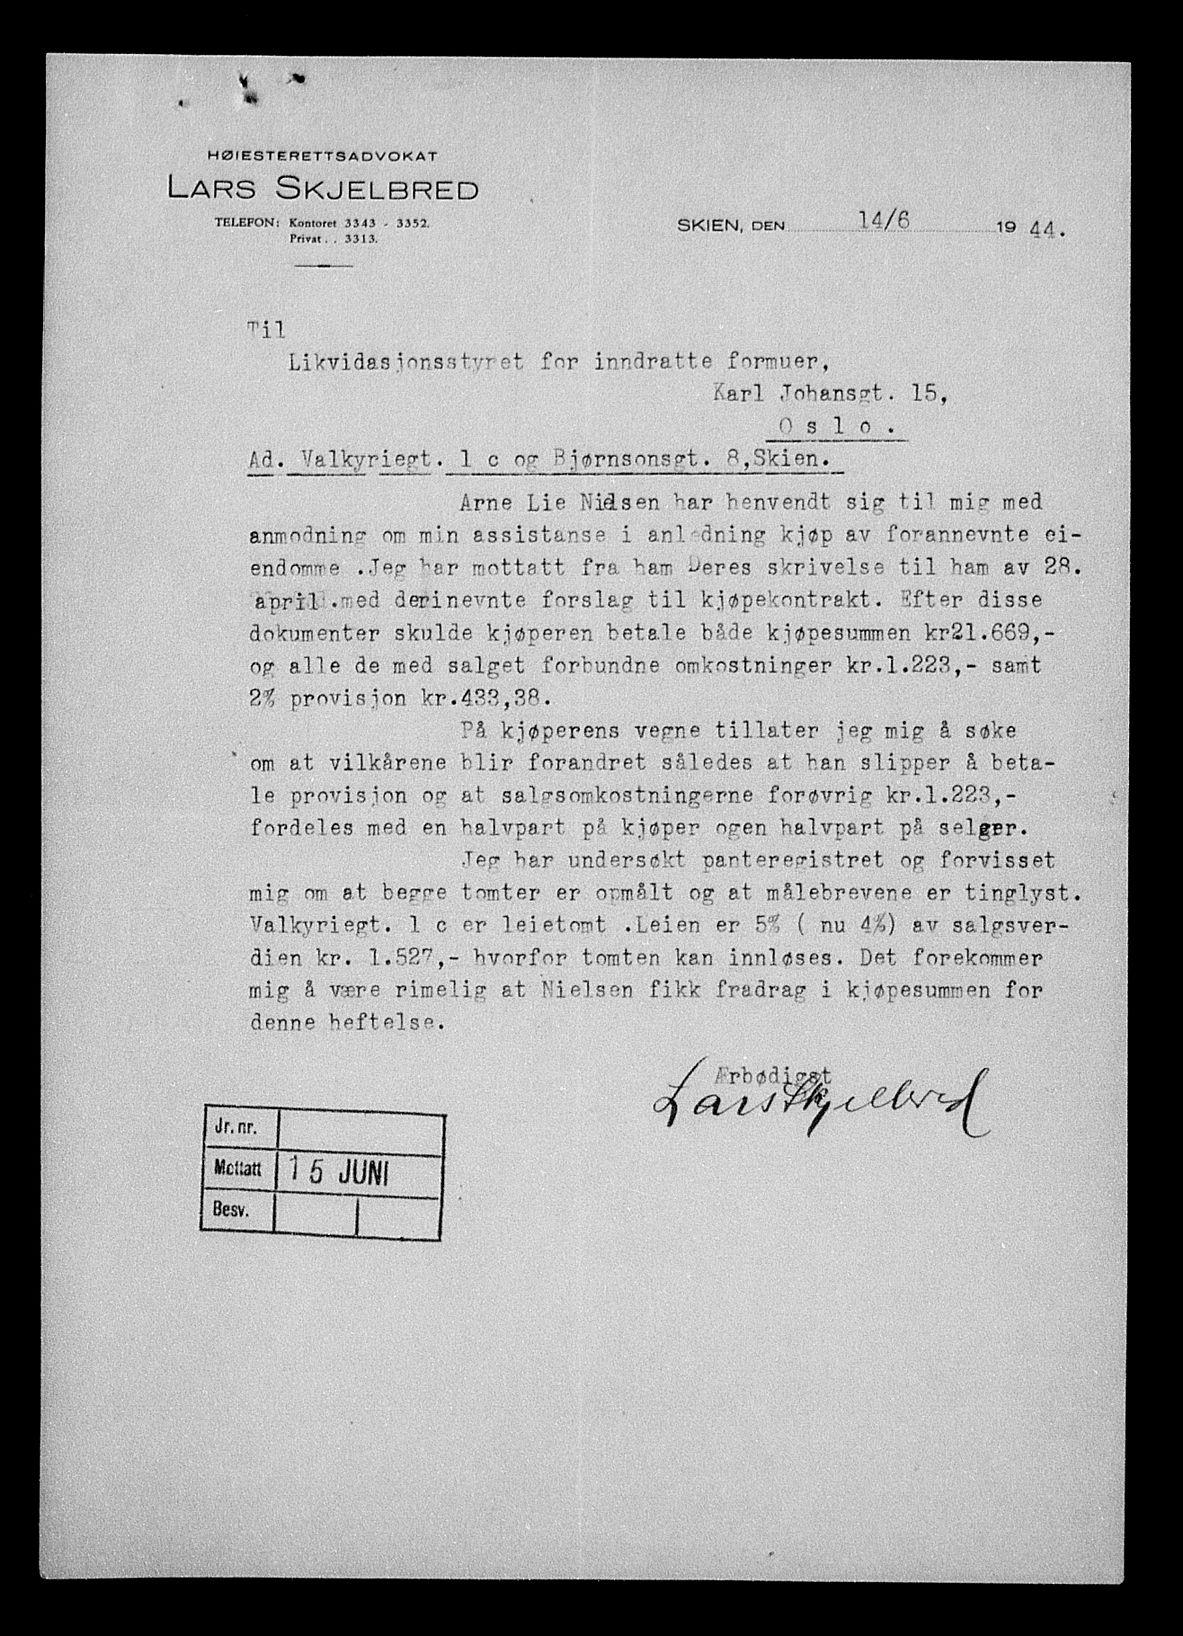 HØIESTERETTSADVOKAT
LARS SKJELBRED
TELEFON: Kontoret 3343 - 3352.
Privat . . 3313.
SKIEN, DEN 14/6 19 44.
Til
Likvidasjonsstyret for inndratte formuer,
Karl Johansgt. 15,
O s l o .
Ad. Valkyriegt. 1 c og Bjørnsonsgt. 8,Skien.
Arne Lie Nielsen har henvendt sig til mig med
anmodning om min assistanse i anledning kjøp av forannevnte ei-
endomme .Jeg har mottatt fra ham Deres skrivelse til ham av 28.
april .med derinevnte forslag til kjøpekontrakt. Efter disse
dokumenter skulde kjøperen betale både kjøpesummen kr21.669,-
og alle de med salget forbundne omkostninger kr.1.223,- samt
2% provisjon kr.433,38.
På kjøperens vegne tillater jeg mig å søke
om at vilkårene blir forandret således at han slipper å beta-
le provisjon og at salgsomkostningerne forøvrig kr.1.223,-
fordeles med en halvpart på kjøper ogen halvpart på selger.
Jeg har undersøkt panteregistret og forvisset
mig om at begge tomter er opmålt og at målebrevene er tinglyst.
Valkyriegt. 1 c er leietomt .Leien er 5% ( nu 4%) av salgsver-
dien kr. 1.527,- hvorfor tomten kan innløses. Det forekommer
mig å være rimelig at Nielsen fikk fradrag i kjøpesummen for
denne heftelse.
Ærbødigst
Lars Skjelbred
Jr. nr.
Mottatt 15 JUNI
Besv.